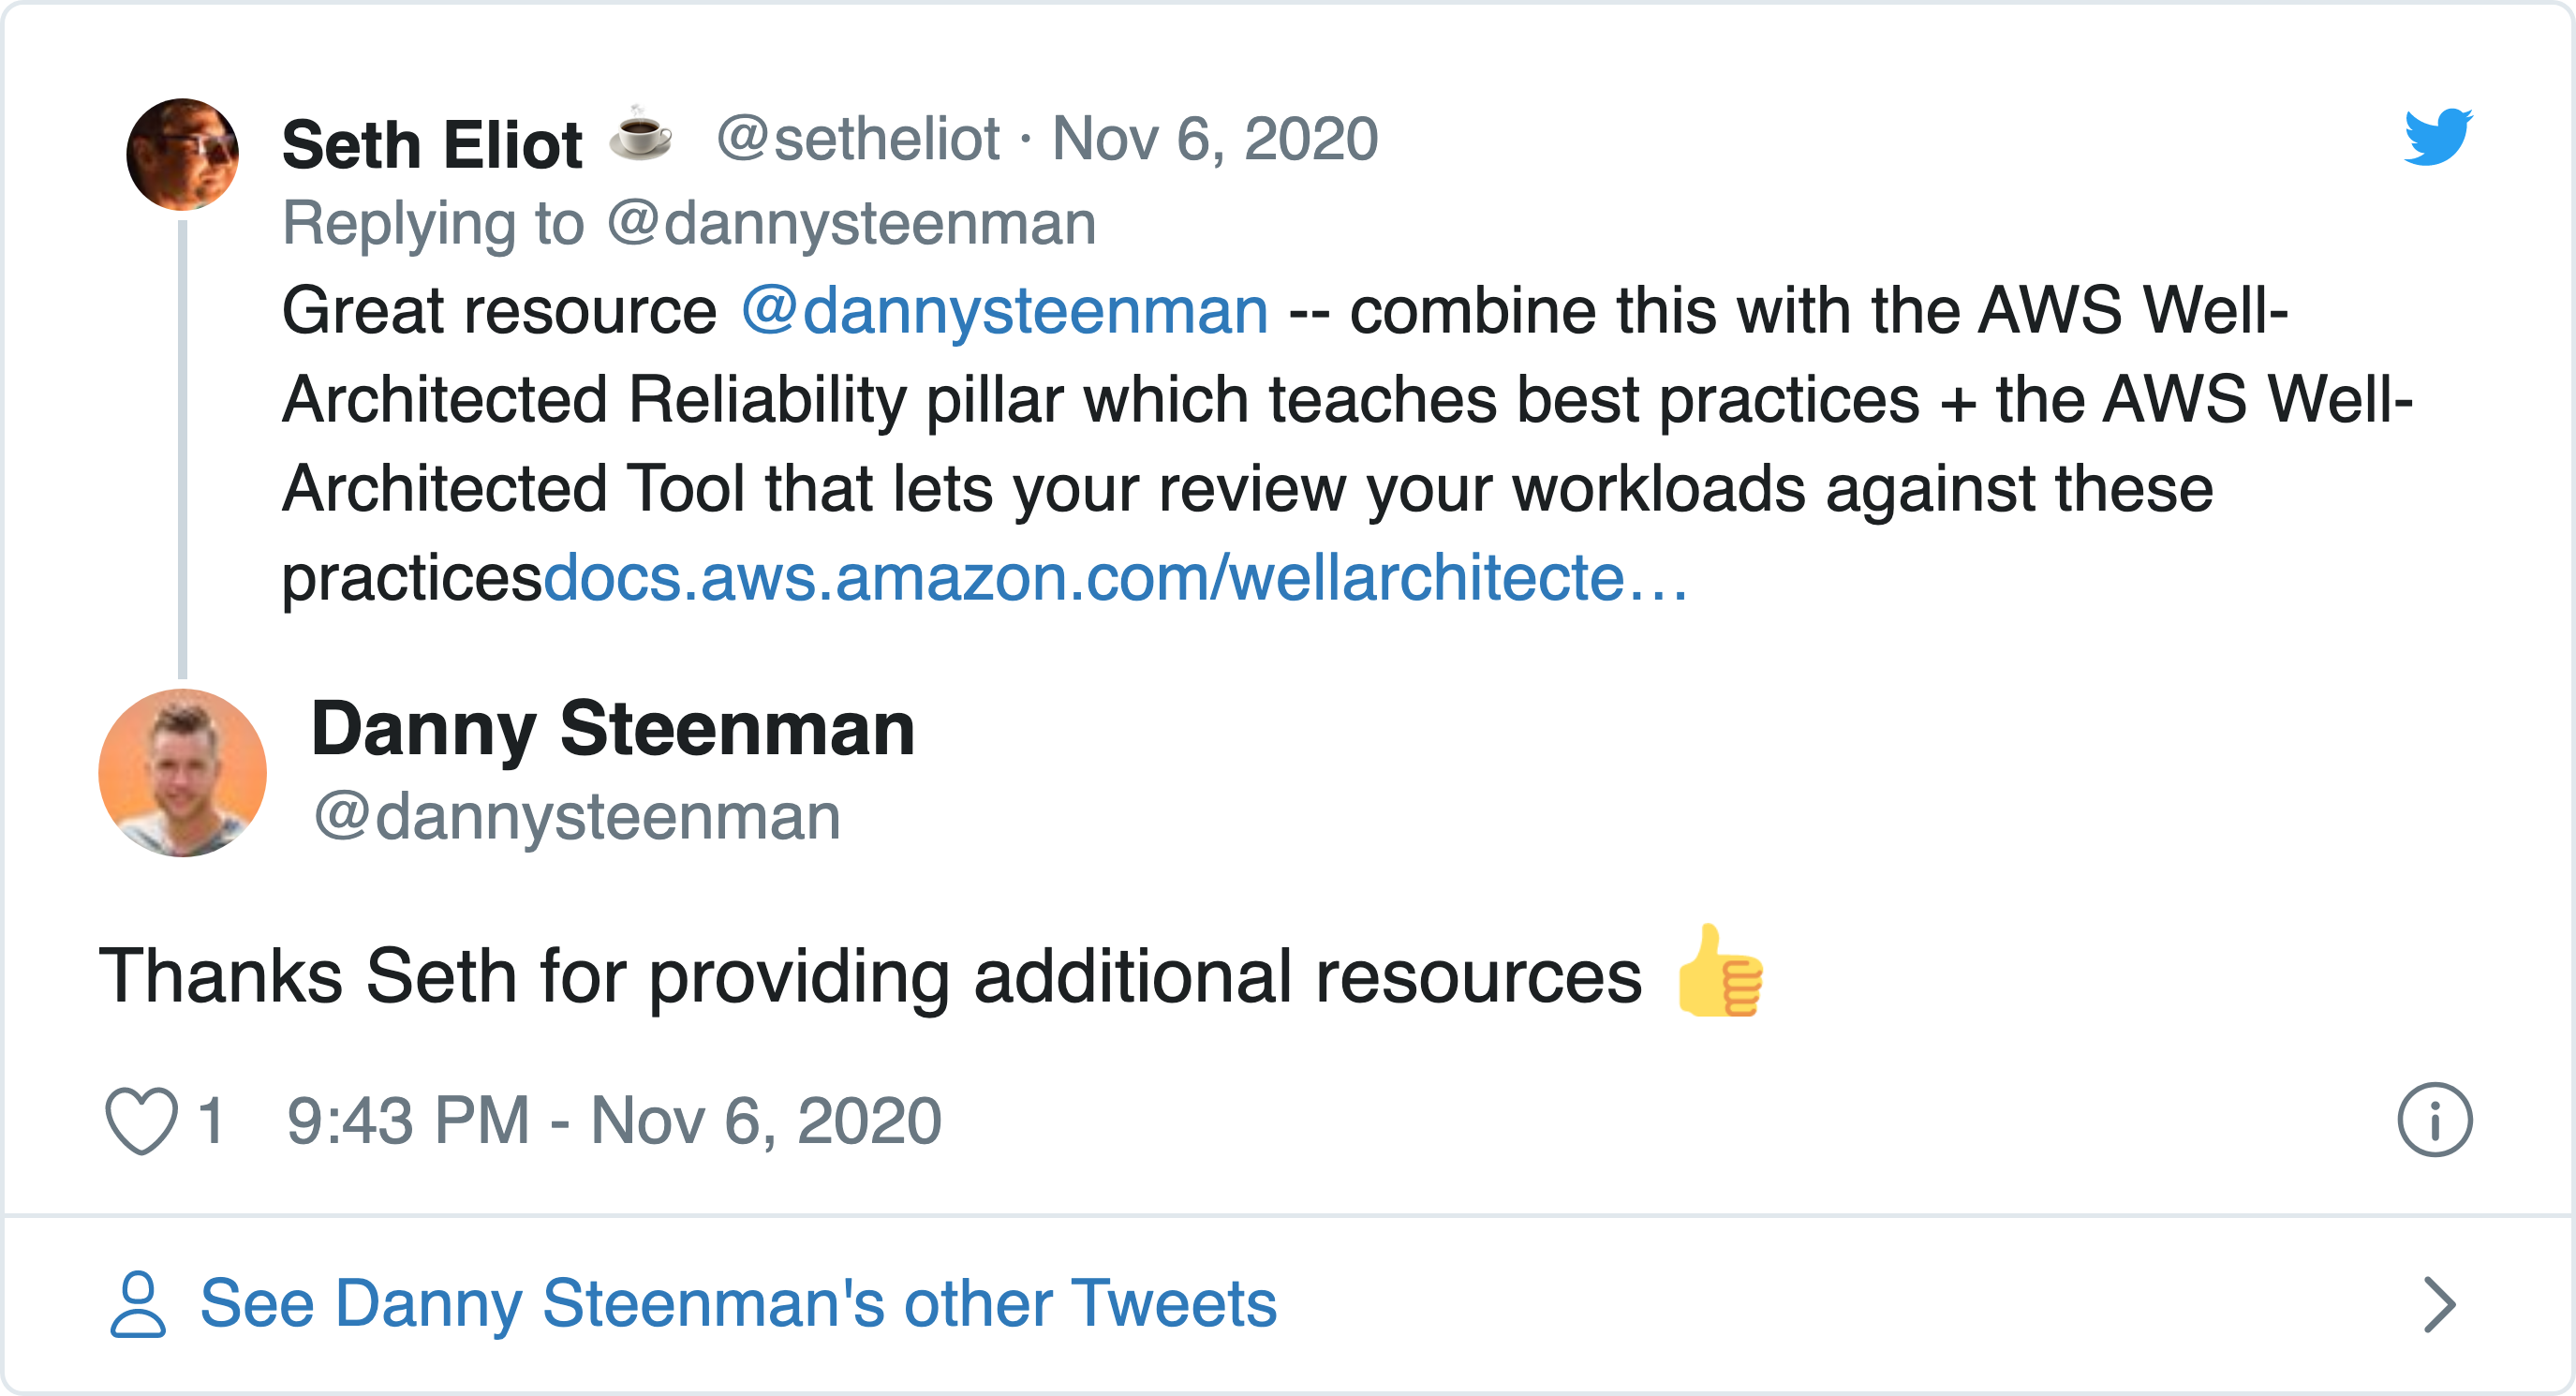 Seth Eliot ☕ @setheliot · Nov 6, 2020
Replying to @dannysteenman
Great resource @dannysteenman -- combine this with the AWS Well-
Architected Reliability pillar which teaches best practices + the AWS Well-
Architected Tool that lets your review your workloads against these
practicesdocs.aws.amazon.com/wellarchitecte…
Danny Steenman
@dannysteenman
Thanks Seth for providing additional resources 👍
1 9:43 PM - Nov 6, 2020
See Danny Steenman's other Tweets